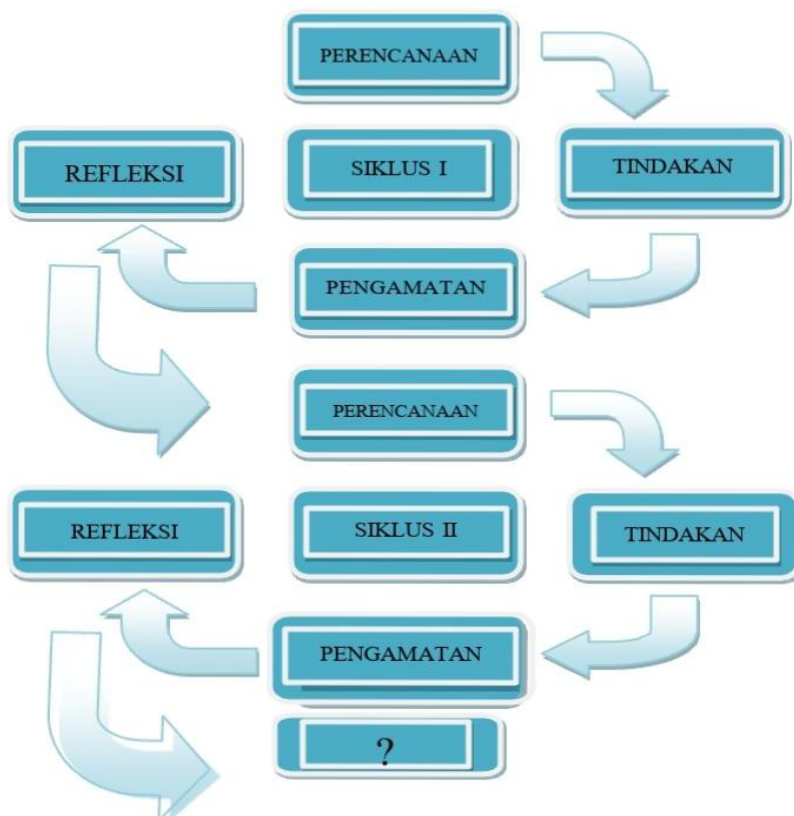 PERENCANAAN
REFLEKSI
SIKLUS I
TINDAKAN
PENGAMATAN
PERENCANAAN
REFLEKSI
SIKLUS II
TINDAKAN
PENGAMATAN
?